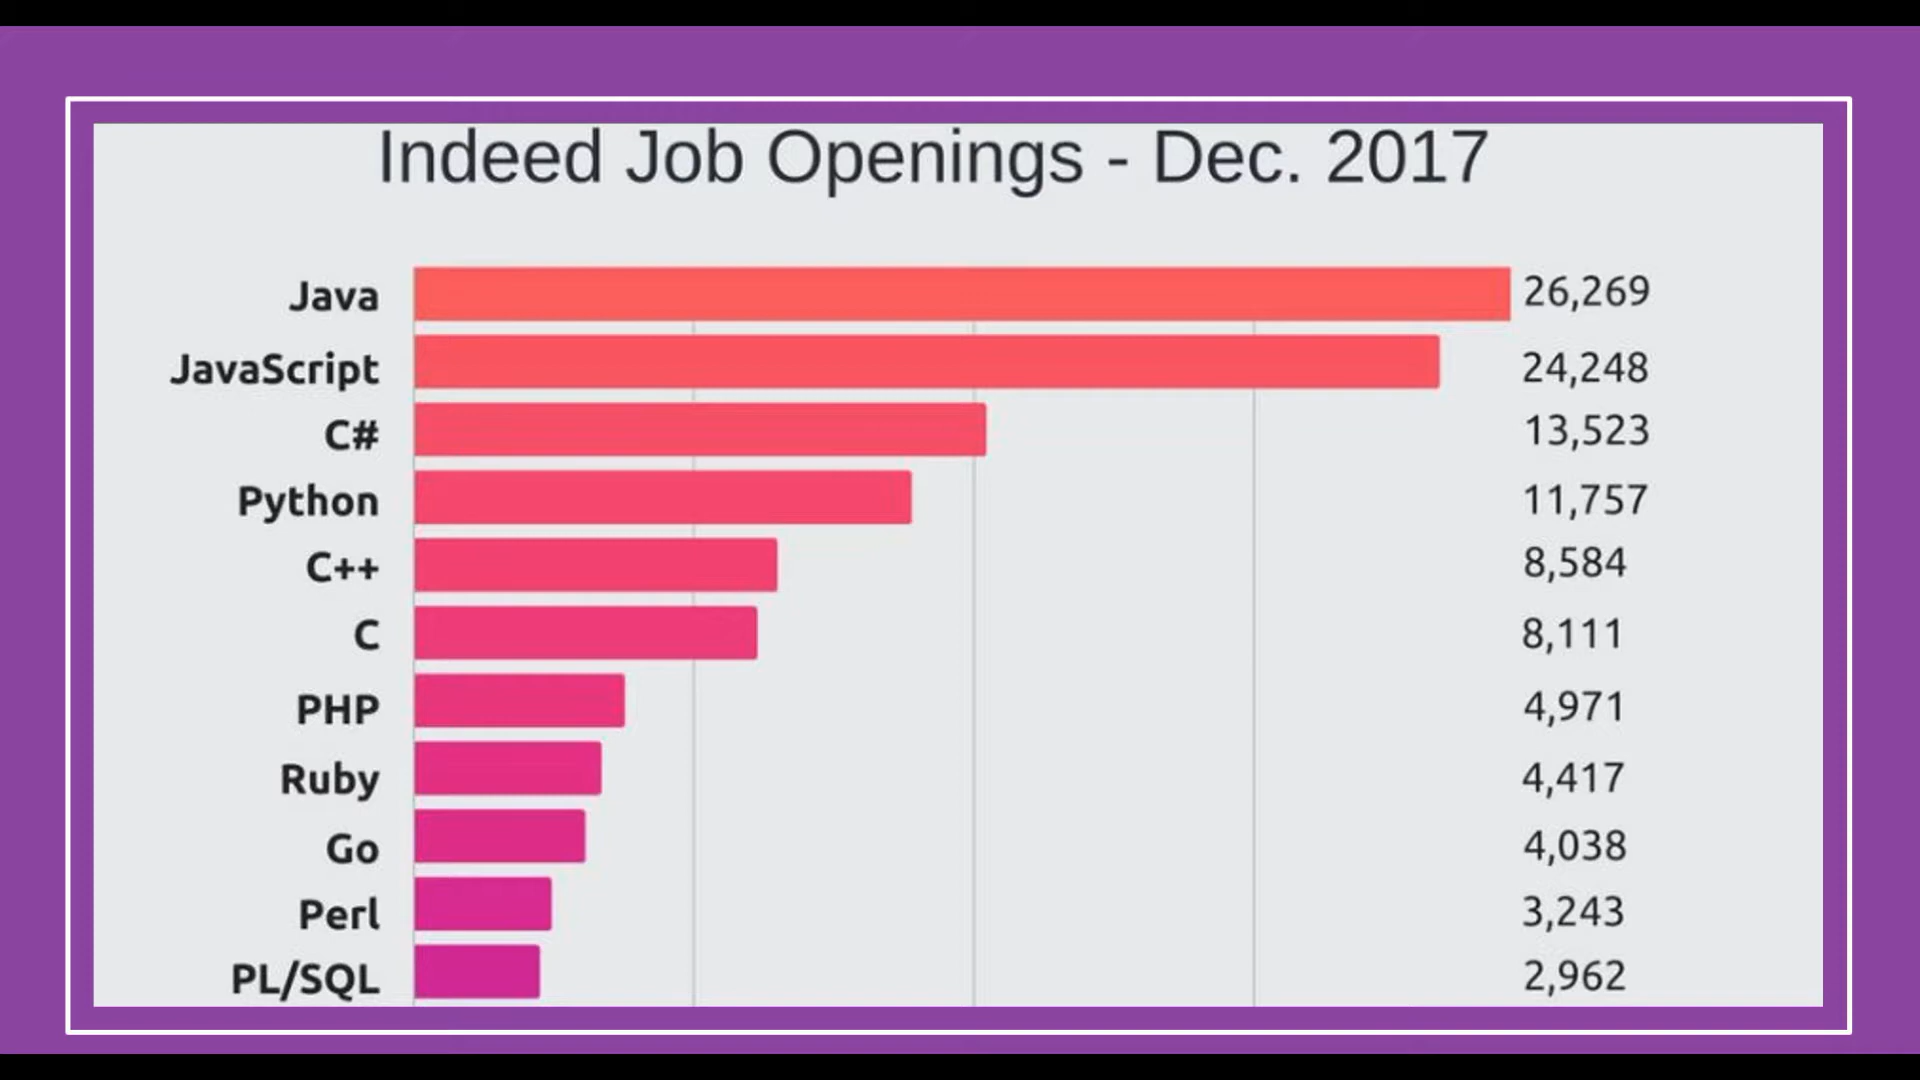 Indeed Job Openings - Dec. 2017
Java 26,269
JavaScript 24,248
C# 13,523
Python 11,757
C++ 8,584
C 8,111
PHP 4,971
Ruby 4,417
Go 4,038
Perl 3,243
PL/SQL 2,962